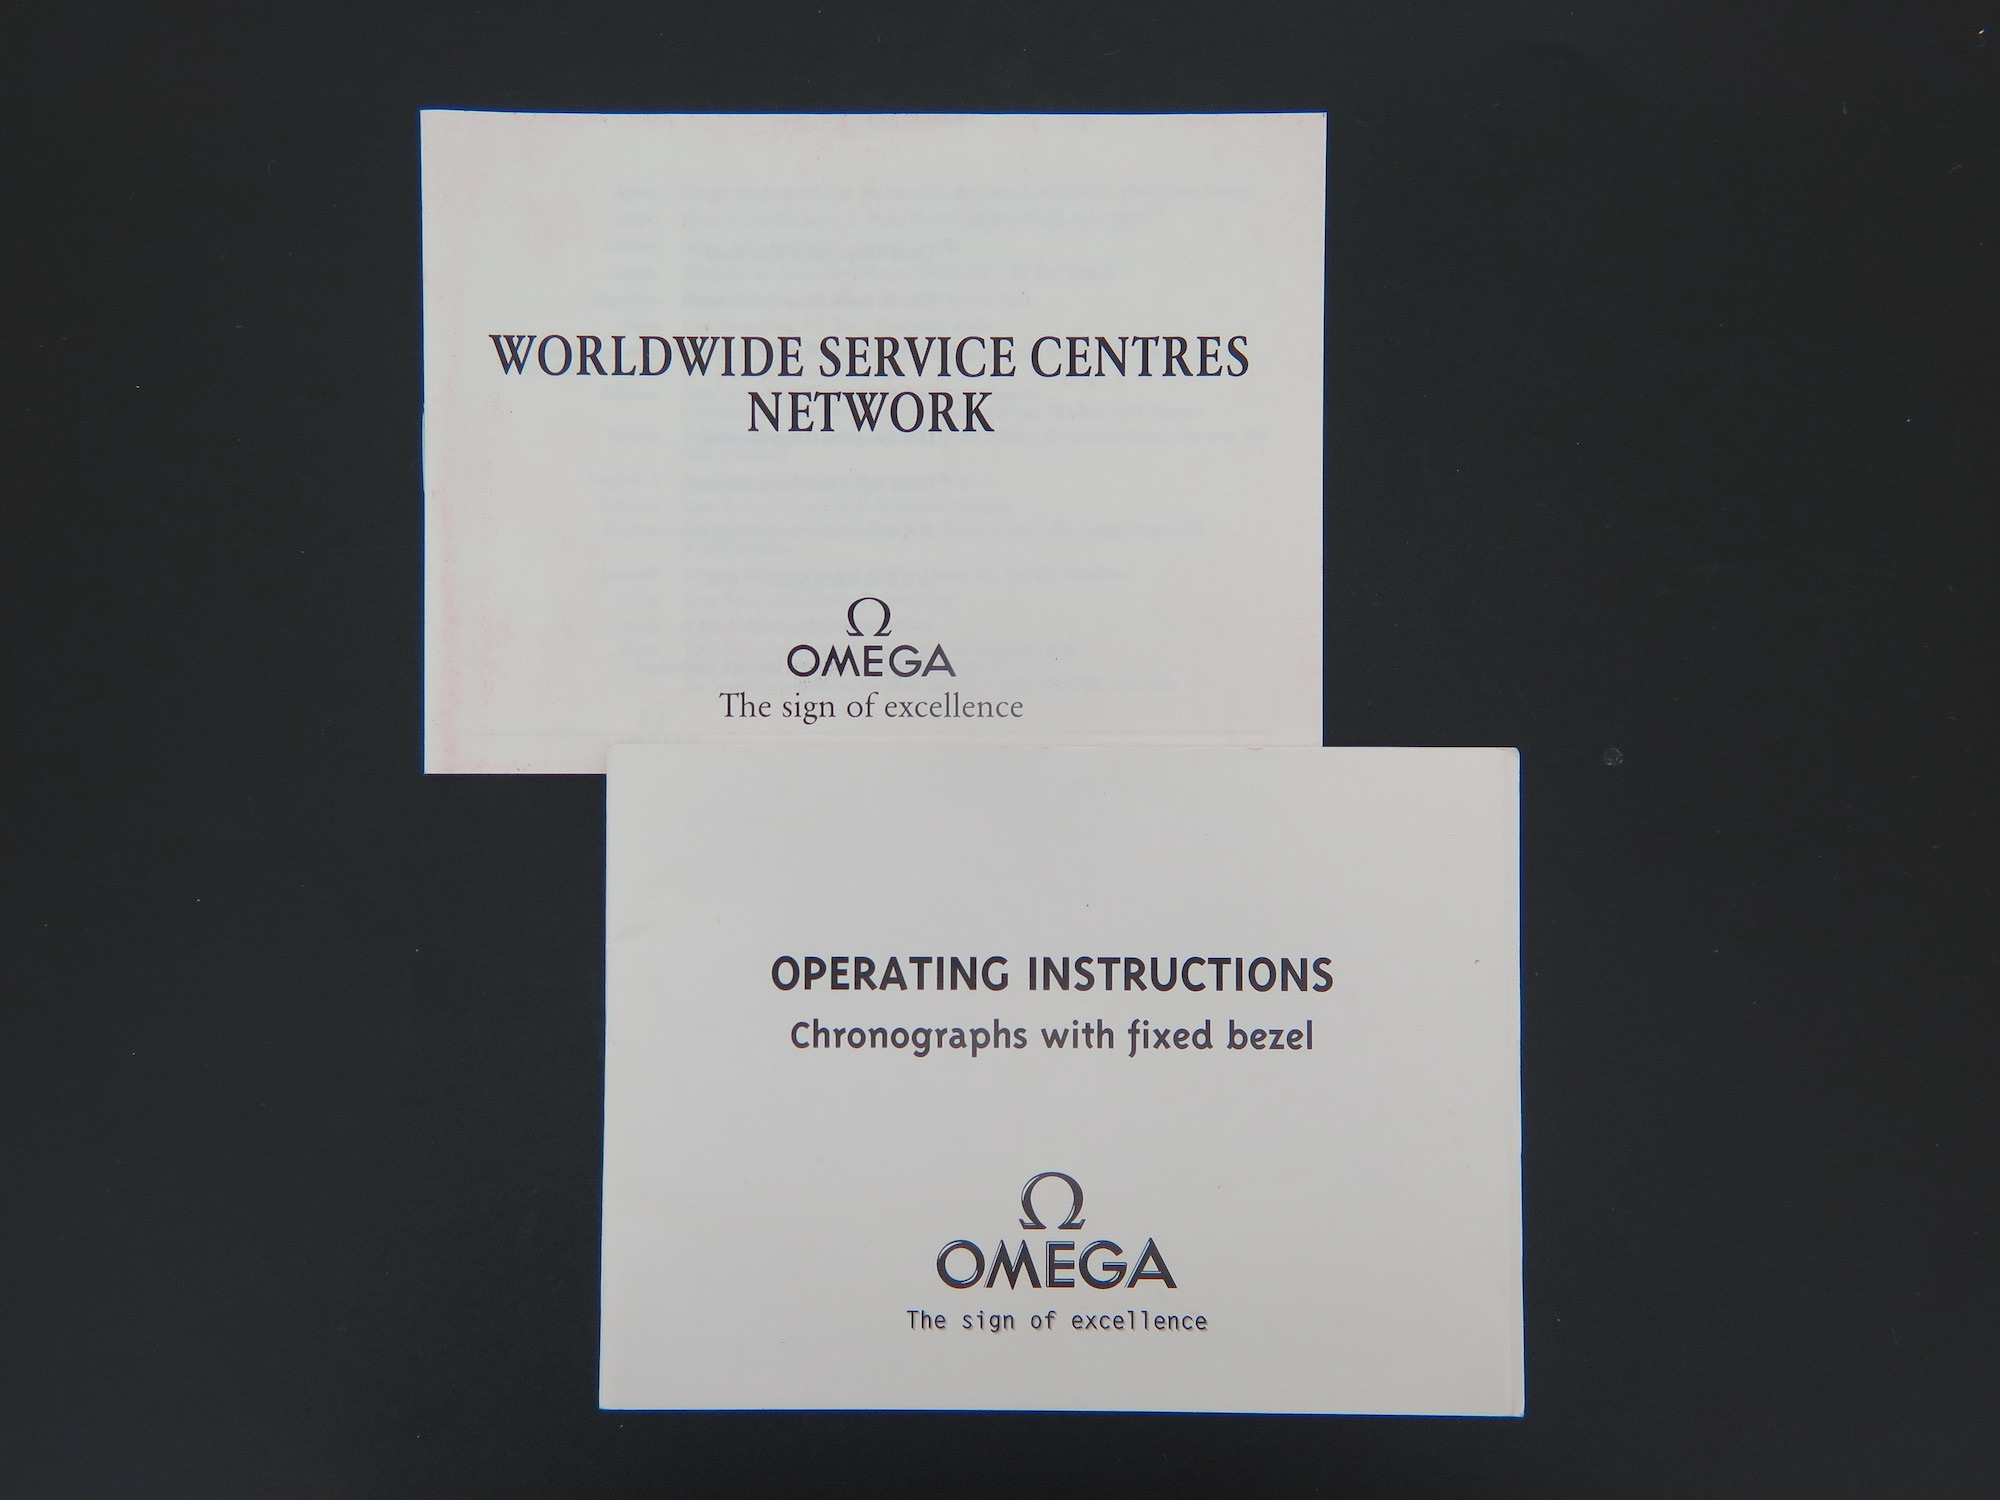 WORLDWIDE SERVICE CENTRES
NETWORK
Ω
OMEGA
The sign of excellence
OPERATING INSTRUCTIONS
Chronographs with fixed bezel
Ω
OMEGA
The sign of excellence